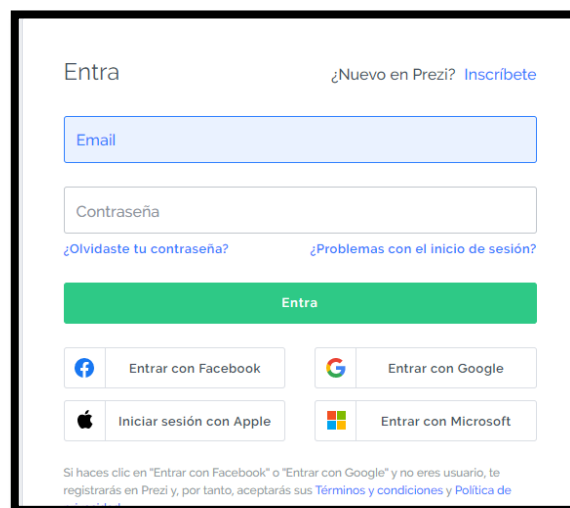 Entra
¿Nuevo en Prezi? Inscríbete
Email
Contraseña
¿Olvidaste tu contraseña?
¿Problemas con el inicio de sesión?
Entra
Entrar con Facebook
Entrar con Google
Iniciar sesión con Apple
Entrar con Microsoft
Si haces clic en "Entrar con Facebook" o "Entrar con Google" y no eres usuario, te
registrarás en Prezi y, por tanto, aceptarás sus Términos y condiciones y Política de